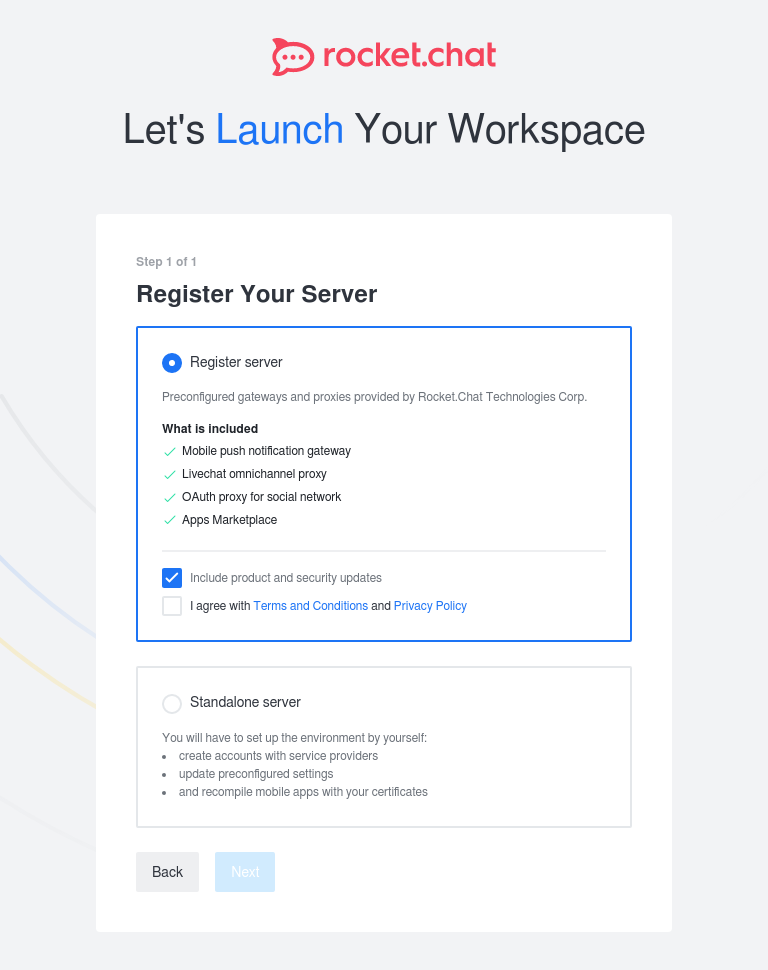 rocket.chat
Let's Launch Your Workspace
Step 1 of 1
Register Your Server
Register server
Preconfigured gateways and proxies provided by Rocket.Chat Technologies Corp.
What is included
Mobile push notification gateway
Livechat omnichannel proxy
OAuth proxy for social network
Apps Marketplace
Include product and security updates
I agree with Terms and Conditions and Privacy Policy
Standalone server
You will have to set up the environment by yourself:
create accounts with service providers
update preconfigured settings
and recompile mobile apps with your certificates
Back Next